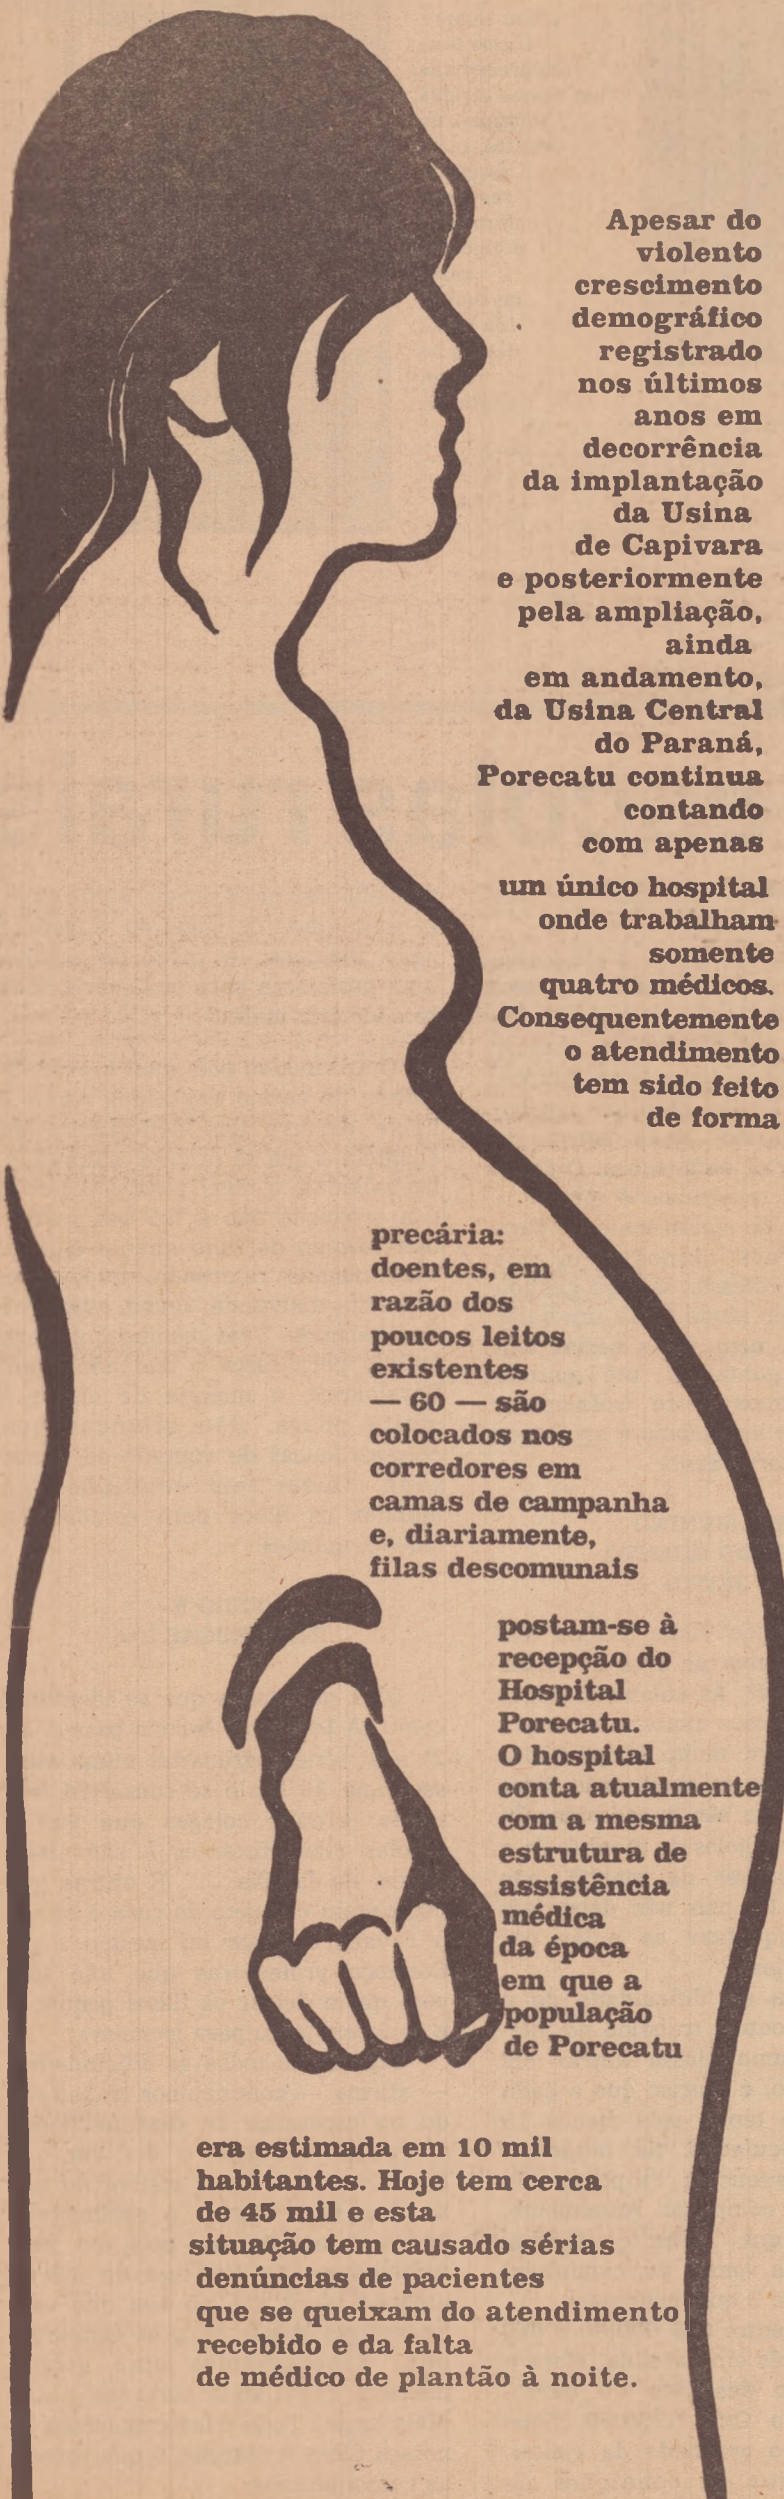 Apesar do
violento
crescimento
demográfico
registrado
nos últimos
anos em
decorrência
da implantação
da Usina
de Capivara
e posteriormente
pela ampliação,
ainda
em andamento,
da Usina Central
do Paraná,
Porecatu continua
contando
com apenas
um único hospital
onde trabalham
somente
quatro médicos.
Consequentemente
o atendimento
tem sido feito
de forma
precária:
doentes, em
razão dos
poucos leitos
existentes
— 60 — são
colocados nos
corredores em
camas de campanha
e, diariamente,
filas descomunais
postam-se à
recepção do
Hospital
Porecatu.
O hospital
conta atualmente
com a mesma
estrutura de
assistência
médica
da época
em que a
população
de Porecatu
era estimada em 10 mil
habitantes. Hoje tem cerca
de 45 mil e esta
situação tem causado sérias
denúncias de pacientes
que se queixam do atendimento
recebido e da falta
de médico de plantão à noite.